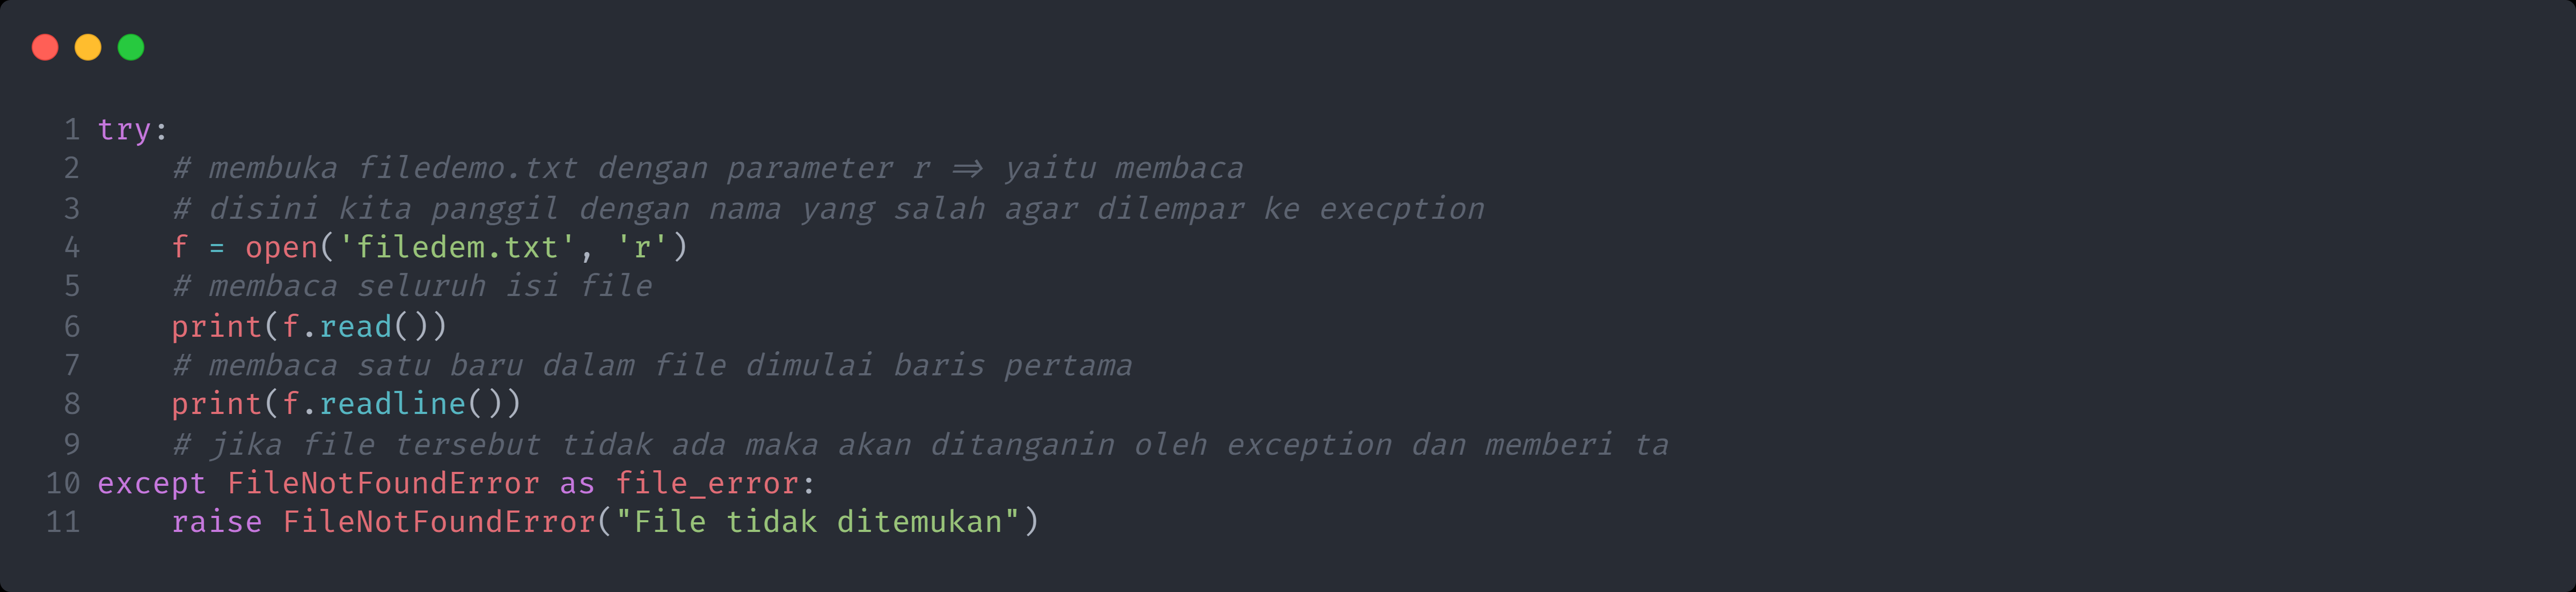 1 try:
2     # membuka filedemo.txt dengan parameter r => yaitu membaca
3     # disini kita panggil dengan nama yang salah agar dilempar ke execption
4     f = open('filedem.txt', 'r')
5     # membaca seluruh isi file
6     print(f.read())
7     # membaca satu baru dalam file dimulai baris pertama
8     print(f.readline())
9     # jika file tersebut tidak ada maka akan ditanganin oleh exception dan memberi ta
10 except FileNotFoundError as file_error:
11     raise FileNotFoundError("File tidak ditemukan")